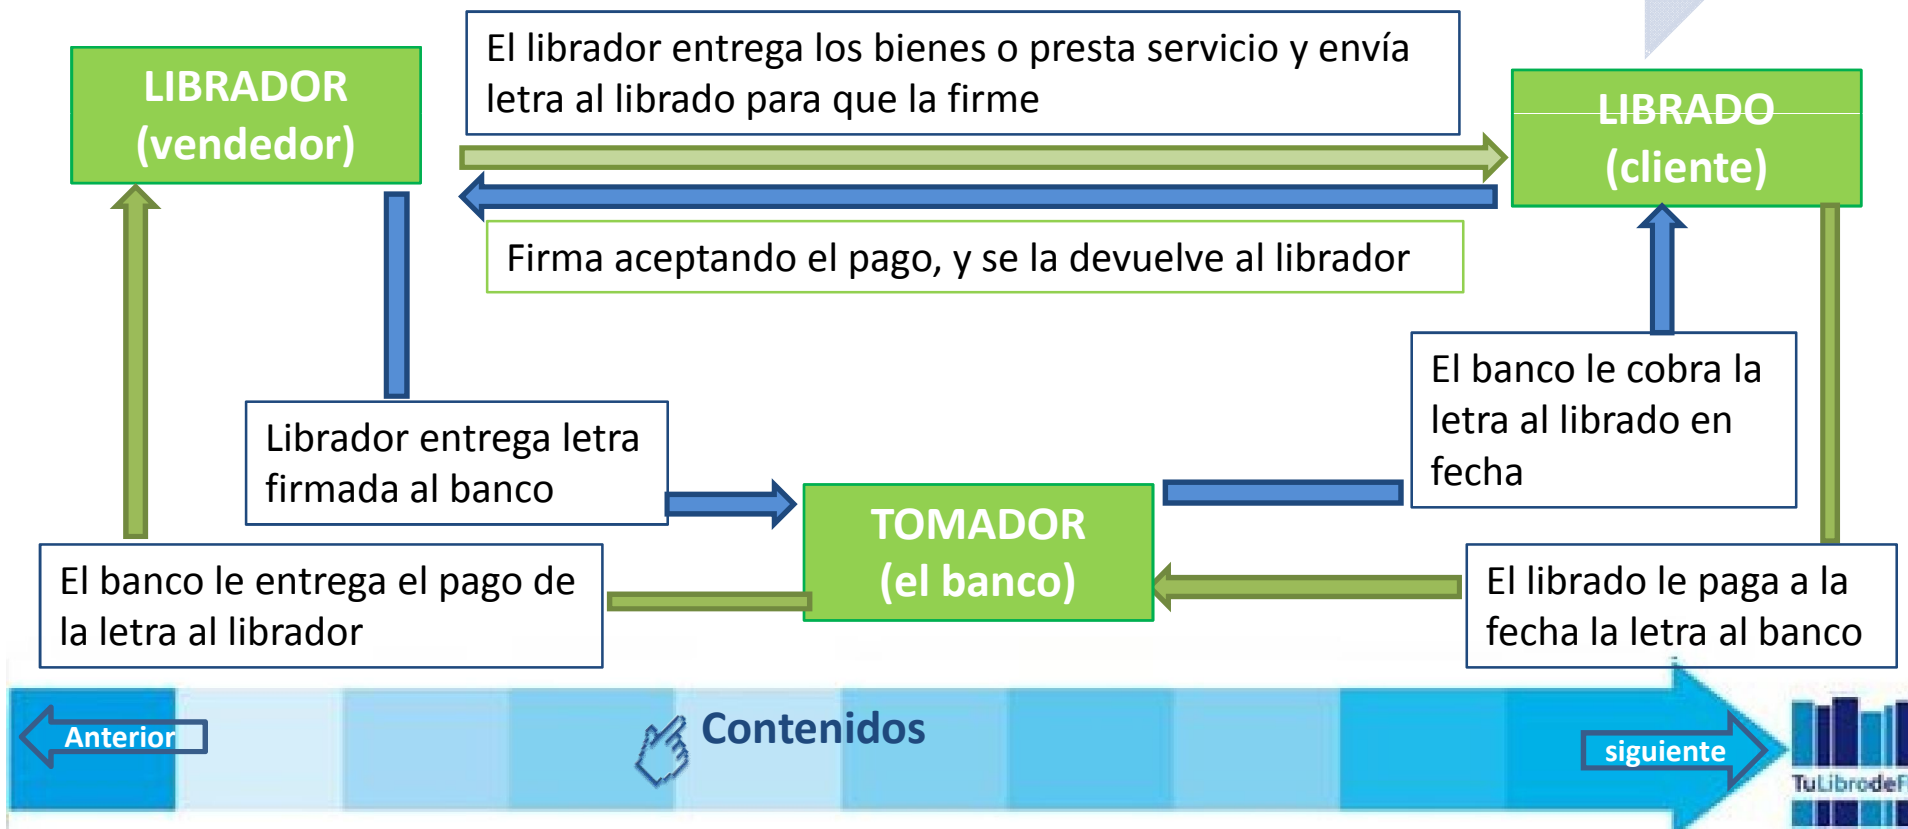 El librador entrega los bienes o presta servicio y envía
letra al librado para que la firme
LIBRADOR
(vendedor)
LIBRADO
(cliente)
Firma aceptando el pago, y se la devuelve al librador
El banco le cobra la
letra al librado en
fecha
Librador entrega letra
firmada al banco
TOMADOR
(el banco)
El banco le entrega el pago de
la letra al librador
El librado le paga a la
fecha la letra al banco
Anterior
Contenidos
siguiente
TuLibrodeF